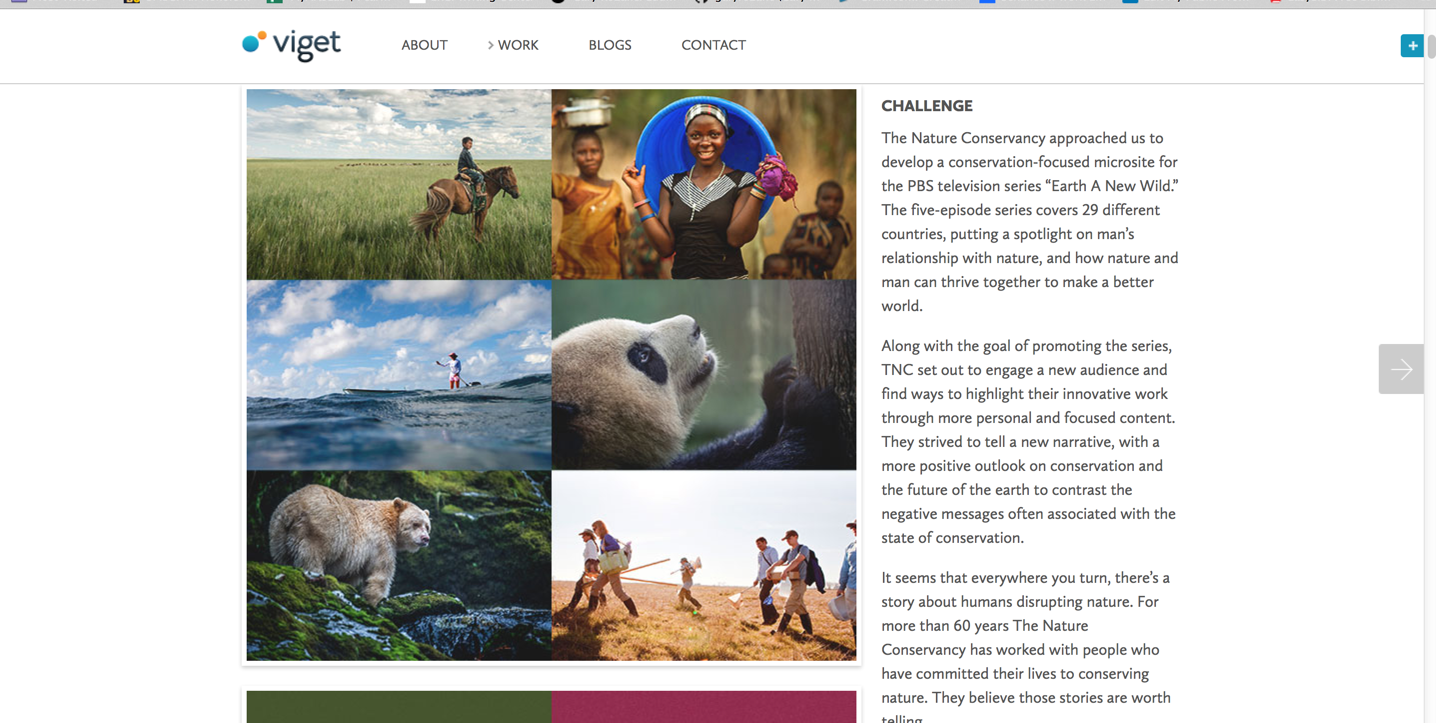 viget
ABOUT
WORK
BLOGS
CONTACT
CHALLENGE
The Nature Conservancy approached us to
develop a conservation-focused microsite for
the PBS television series “Earth A New Wild.”
The five-episode series covers 29 different
countries, putting a spotlight on man’s
relationship with nature, and how nature and
man can thrive together to make a better
world.
Along with the goal of promoting the series,
TNC set out to engage a new audience and
find ways to highlight their innovative work
through more personal and focused content.
They strived to tell a new narrative, with a
more positive outlook on conservation and
the future of the earth to contrast the
negative messages often associated with the
state of conservation.
It seems that everywhere you turn, there’s a
story about humans disrupting nature. For
more than 60 years The Nature
Conservancy has worked with people who
have committed their lives to conserving
nature. They believe those stories are worth
telling